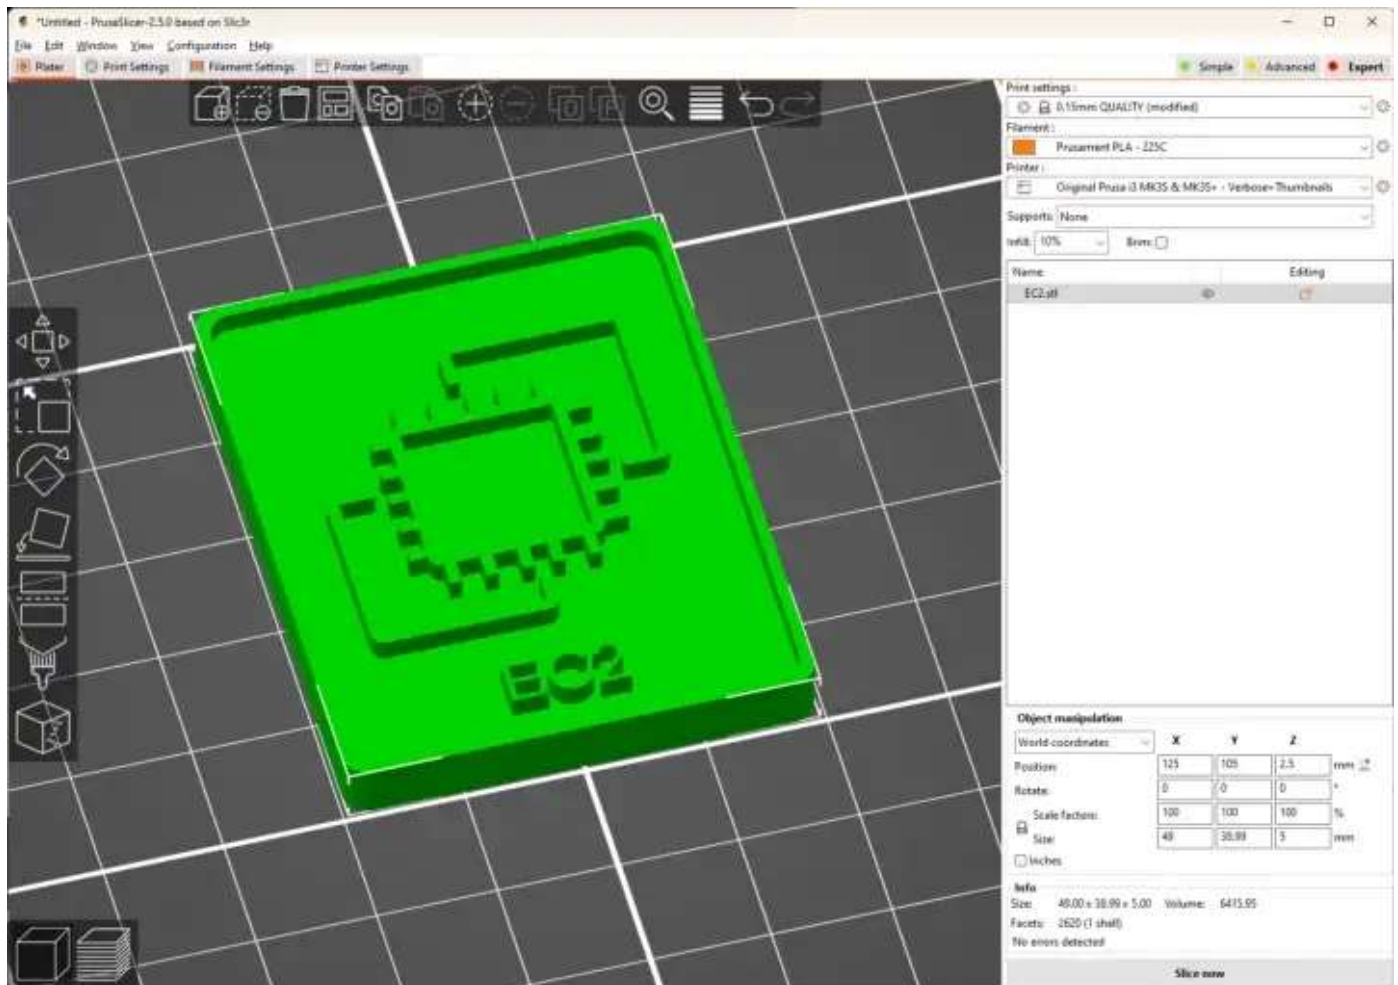 *Untitled - PrusaSlicer-2.5.0 based on Slic3r
File Edit Window View Configuration Help
Plater Print Settings Filament Settings Printer Settings Simple Advanced Expert
Print settings :
0.15mm QUALITY (modified)
Filament :
Prusament PLA - 225C
Printer :
Original Prusa i3 MK3S & MK3S+ - Verbose+Thumbnails
Supports: None
Infill: 10% Brim:
Name Editing
EC2.stl
EC2
Object manipulation
World coordinates X Y Z
Position: 125 105 2.5 mm
Rotate: 0 0 0 °
Scale factors: 100 100 100 %
Size: 49 38.99 5 mm
Inches
Info
Size: 49.00 x 38.99 x 5.00 Volume: 6415.95
Facets: 2620 (1 shell)
No errors detected
Slice now